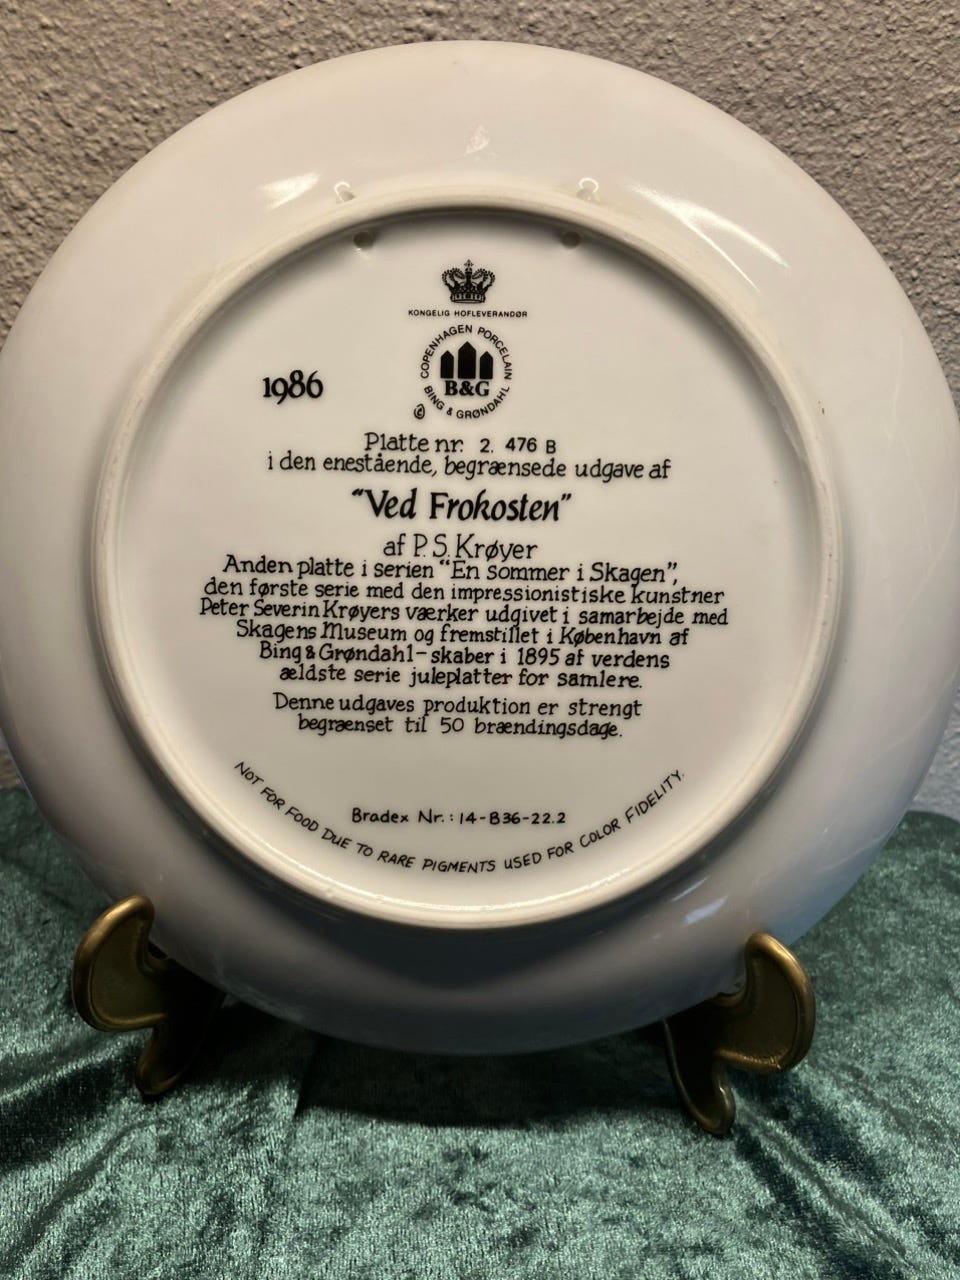 KONGELIG HOFLEVERANDØR
COPENHAGEN PORCELAIN
B&G
© BING & GRØNDAHL
1986
Platte nr. 2. 476 B
i den enestående, begrænsede udgave af
"Ved Frokosten"
af P. S. Krøyer
Anden platte i serien "En sommer i Skagen",
den første serie med den impressionistiske kunstner
Peter Severin Krøyers værker udgivet i samarbejde med
Skagens Museum og fremstillet i København af
Bing & Grøndahl - skaber i 1895 af verdens
ældste serie juleplatter for samlere.
Denne udgaves produktion er strengt
begrænset til 50 brændingsdage.
Bradex Nr.: 14-B36-22.2
NOT FOR FOOD DUE TO RARE PIGMENTS USED FOR COLOR FIDELITY.